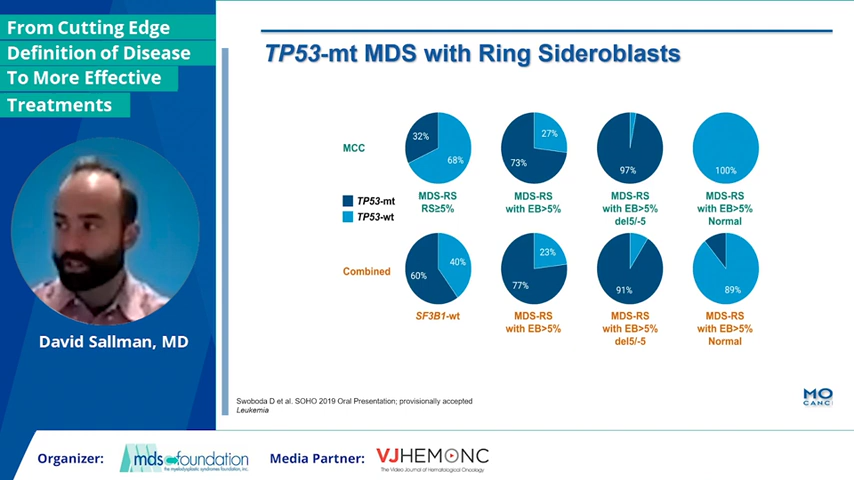 From Cutting Edge
Definition of Disease
To More Effective
Treatments
David Sallman, MD
TP53-mt MDS with Ring Sideroblasts
MCC
32%
68%
27%
73%
97%
100%
TP53-mt
TP53-wt
MDS-RS
RS≥5%
MDS-RS
with EB>5%
MDS-RS
with EB>5%
del5/-5
MDS-RS
with EB>5%
Normal
Combined
40%
60%
23%
77%
91%
89%
SF3B1-wt
MDS-RS
with EB>5%
MDS-RS
with EB>5%
del5/-5
MDS-RS
with EB>5%
Normal
Swoboda D et al. SOHO 2019 Oral Presentation; provisionally accepted
Leukemia
MO
CANC
Organizer:
mds foundation
the myelodysplastic syndromes foundation, inc.
Media Partner:
VJHEMONC
The Video Journal of Hematological Oncology